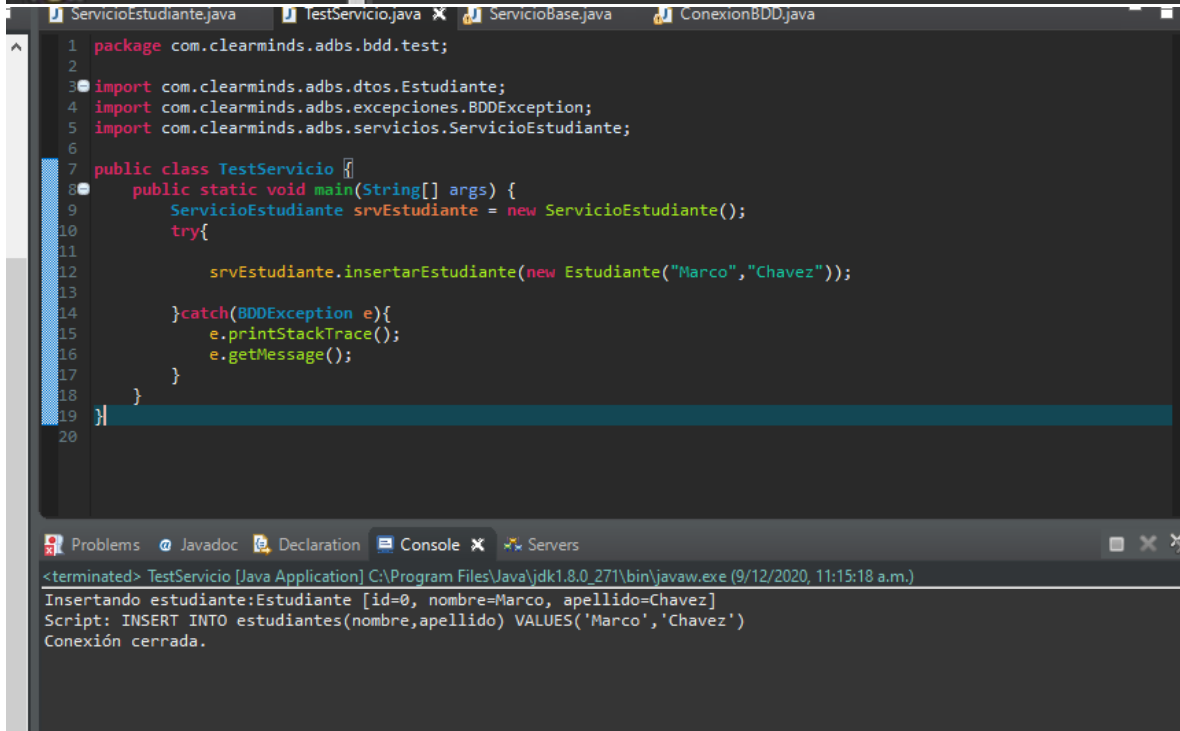 ServicioEstudiante.java TestServicio.java ServicioBase.java ConexionBDD.java
1 package com.clearminds.adbs.bdd.test;
2
3 import com.clearminds.adbs.dtos.Estudiante;
4 import com.clearminds.adbs.excepciones.BDDException;
5 import com.clearminds.adbs.servicios.ServicioEstudiante;
6
7 public class TestServicio {
8 public static void main(String[] args) {
9 ServicioEstudiante srvEstudiante = new ServicioEstudiante();
10 try{
11
12 srvEstudiante.insertarEstudiante(new Estudiante("Marco","Chavez"));
13
14 }catch(BDDException e){
15 e.printStackTrace();
16 e.getMessage();
17 }
18 }
19 }
20
Problems Javadoc Declaration Console Servers
<terminated> TestServicio [Java Application] C:\Program Files\Java\jdk1.8.0_271\bin\javaw.exe (9/12/2020, 11:15:18 a.m.)
Insertando estudiante:Estudiante [id=0, nombre=Marco, apellido=Chavez]
Script: INSERT INTO estudiantes(nombre,apellido) VALUES('Marco','Chavez')
Conexión cerrada.